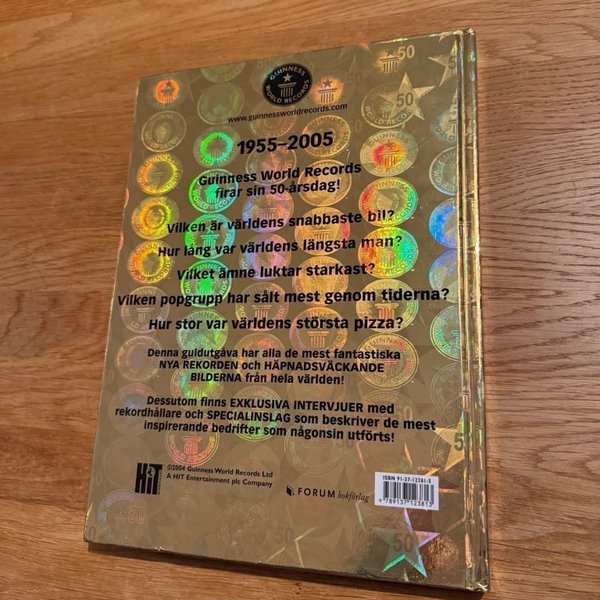 GUINNESS WORLD RECORDS
www.guinnessworldrecords.com
1955–2005
Guinness World Records
firar sin 50-årsdag!
Vilken är världens snabbaste bil?
Hur lång var världens längsta man?
Vilket ämne luktar starkast?
Vilken popgrupp har sålt mest genom tiderna?
Hur stor var världens största pizza?
Denna guldutgåva har alla de mest fantastiska
NYA REKORDEN och HÄPNADSVÄCKANDE
BILDERNA från hela världen!
Dessutom finns EXKLUSIVA INTERVJUER med
rekordhållare och SPECIALINSLAG som beskriver de mest
inspirerande bedrifter som någonsin utförts!
HiT
©2004 Guinness World Records Ltd
A HIT Entertainment plc Company
FORUM bokförlag
ISBN 91-37-12381-5
9 789137 123813